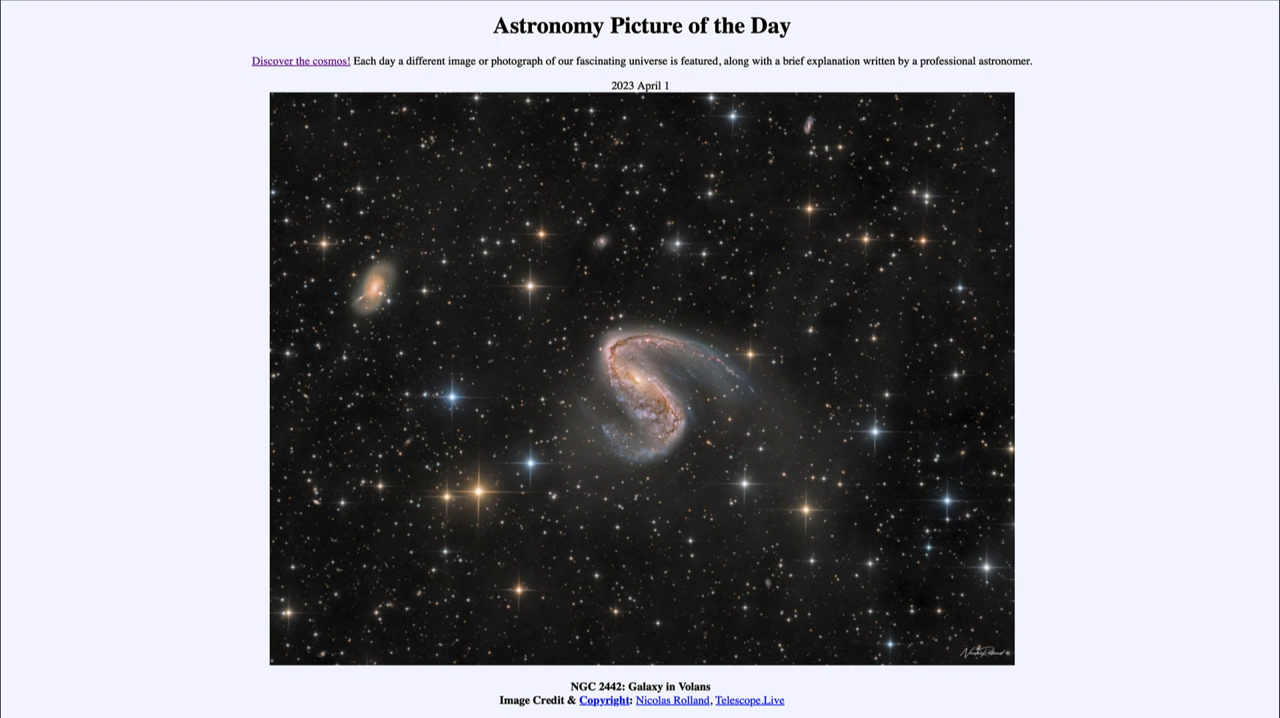 Astronomy Picture of the Day
Discover the cosmos! Each day a different image or photograph of our fascinating universe is featured, along with a brief explanation written by a professional astronomer.
2023 April 1
NGC 2442: Galaxy in Volans
Image Credit & Copyright: Nicolas Rolland, Telescope.Live